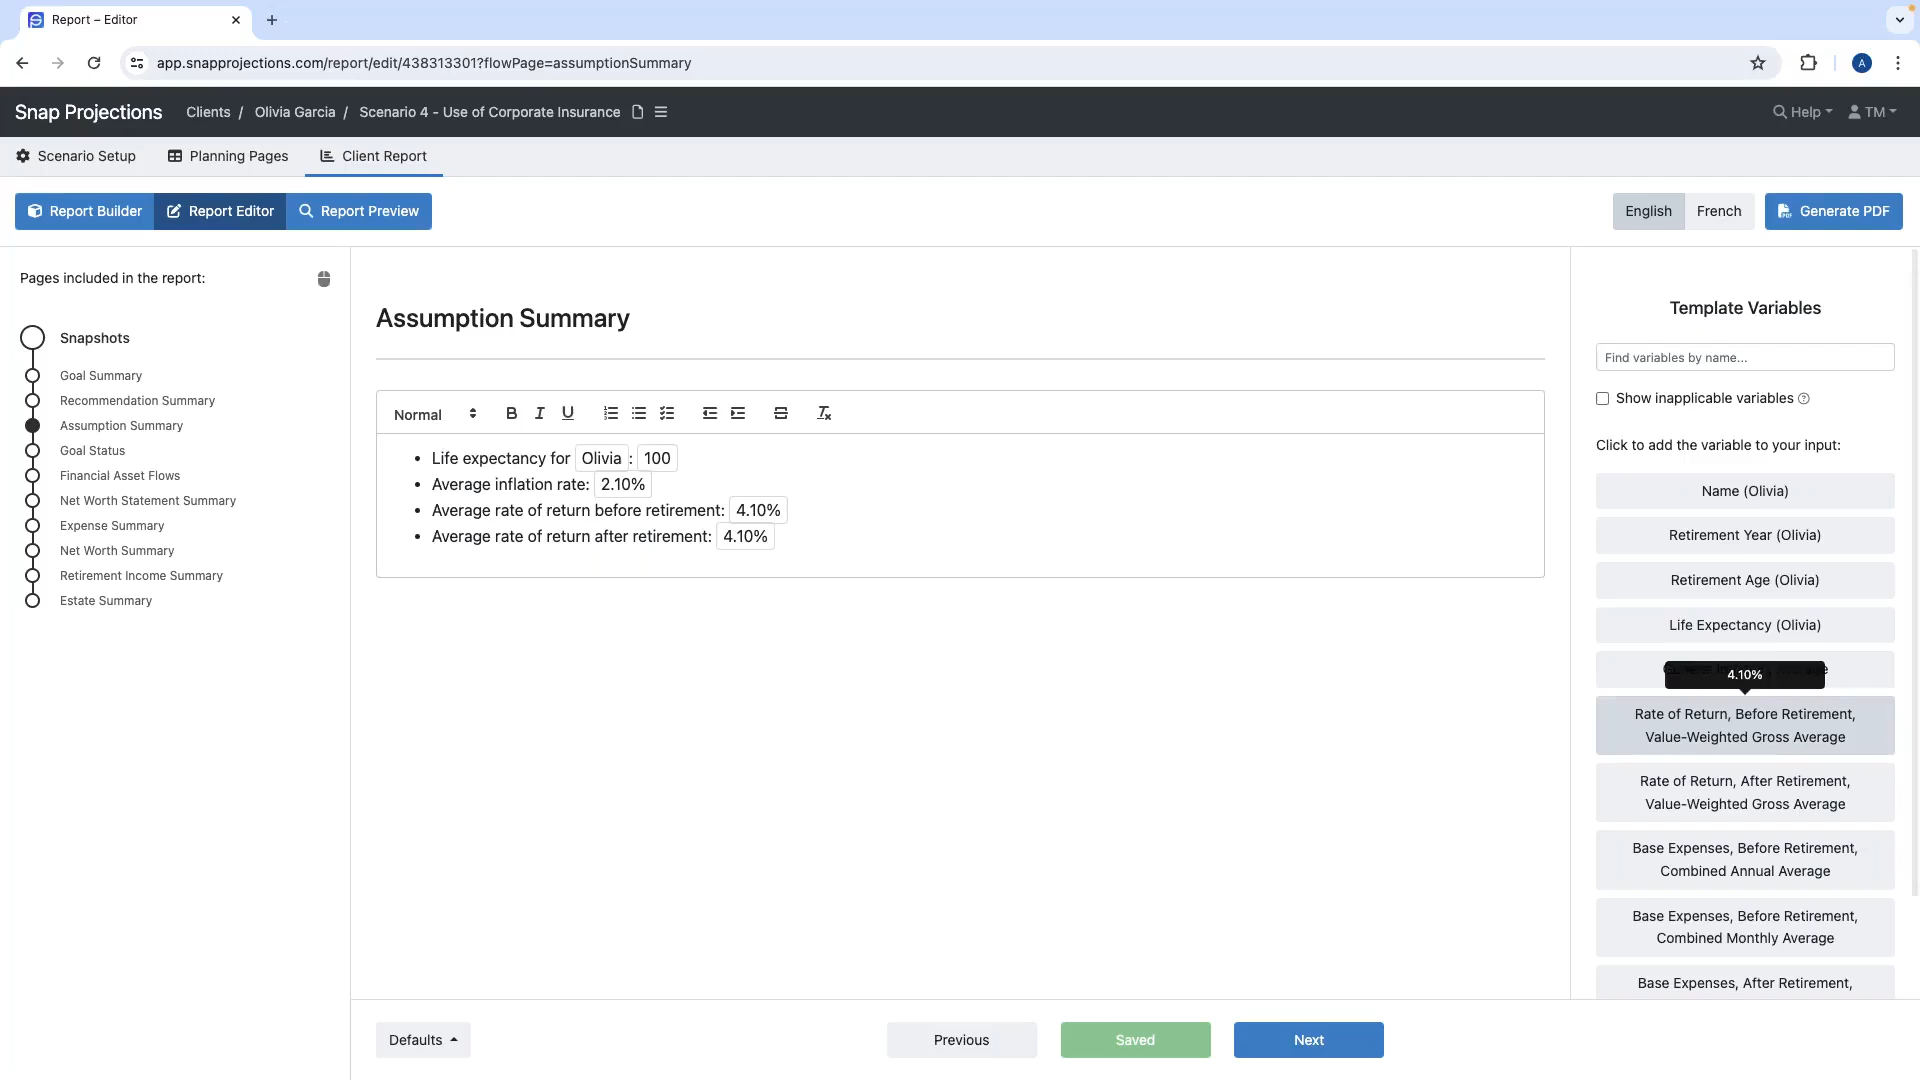 Report – Editor
app.snapprojections.com/report/edit/438313301?flowPage=assumptionSummary
A
Snap Projections
Clients / Olivia Garcia / Scenario 4 - Use of Corporate Insurance
Help
TM
Scenario Setup
Planning Pages
Client Report
Report Builder
Report Editor
Report Preview
English
French
Generate PDF
Pages included in the report:
Snapshots
Goal Summary
Recommendation Summary
Assumption Summary
Goal Status
Financial Asset Flows
Net Worth Statement Summary
Expense Summary
Net Worth Summary
Retirement Income Summary
Estate Summary
Assumption Summary
Normal
B I U
• Life expectancy for Olivia : 100
• Average inflation rate: 2.10%
• Average rate of return before retirement: 4.10%
• Average rate of return after retirement: 4.10%
Template Variables
Find variables by name...
Show inapplicable variables
Click to add the variable to your input:
Name (Olivia)
Retirement Year (Olivia)
Retirement Age (Olivia)
Life Expectancy (Olivia)
4.10%
Rate of Return, Before Retirement,
Value-Weighted Gross Average
Rate of Return, After Retirement,
Value-Weighted Gross Average
Base Expenses, Before Retirement,
Combined Annual Average
Base Expenses, Before Retirement,
Combined Monthly Average
Base Expenses, After Retirement,
Defaults
Previous
Saved
Next